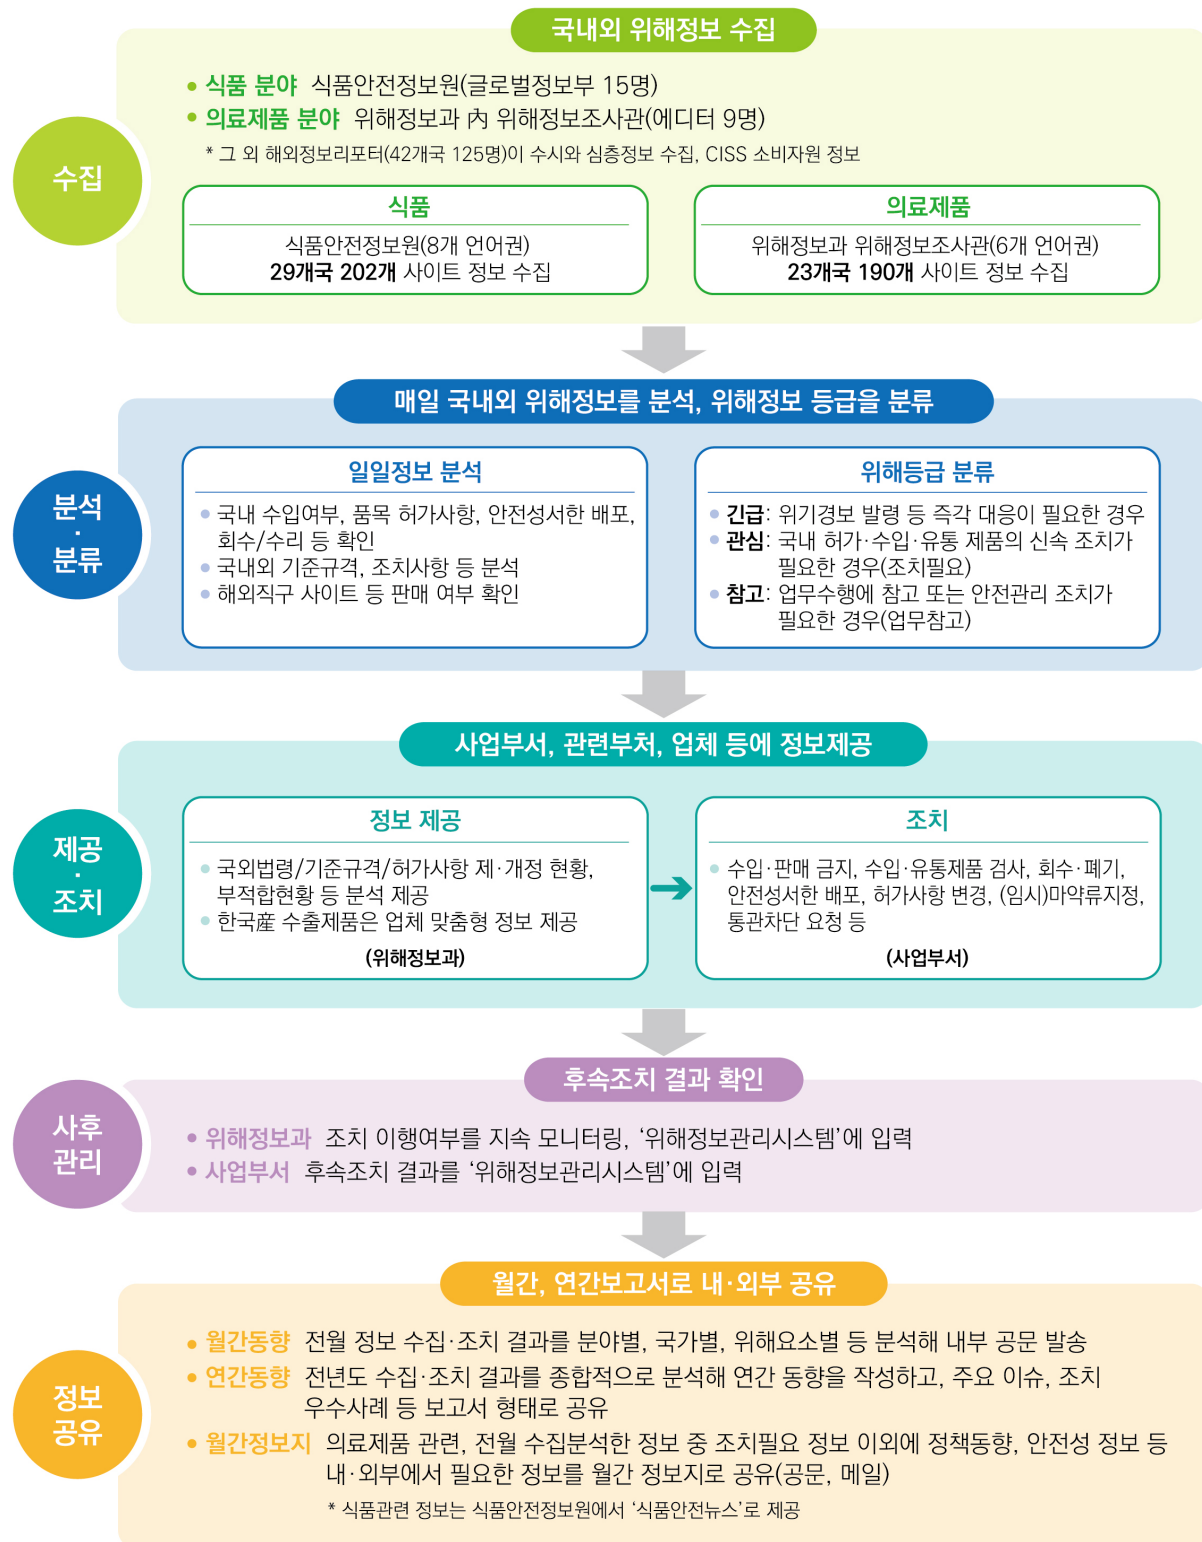 국내외 위해정보 수집
수집
• 식품 분야 식품안전정보원(글로벌정보부 15명)
• 의료제품 분야 위해정보과 內 위해정보조사관(에디터 9명)
* 그 외 해외정보리포터(42개국 125명)이 수시와 심층정보 수집, CISS 소비자원 정보
식품
식품안전정보원(8개 언어권)
29개국 202개 사이트 정보 수집
의료제품
위해정보과 위해정보조사관(6개 언어권)
23개국 190개 사이트 정보 수집
매일 국내외 위해정보를 분석, 위해정보 등급을 분류
분석
·
분류
일일정보 분석
• 국내 수입여부, 품목 허가사항, 안전성서한 배포,
회수/수리 등 확인
• 국내외 기준규격, 조치사항 등 분석
• 해외직구 사이트 등 판매 여부 확인
위해등급 분류
• 긴급: 위기경보 발령 등 즉각 대응이 필요한 경우
• 관심: 국내 허가·수입·유통 제품의 신속 조치가
필요한 경우(조치필요)
• 참고: 업무수행에 참고 또는 안전관리 조치가
필요한 경우(업무참고)
사업부서, 관련부처, 업체 등에 정보제공
제공
·
조치
정보 제공
• 국외법령/기준규격/허가사항 제·개정 현황,
부적합현황 등 분석 제공
• 한국産 수출제품은 업체 맞춤형 정보 제공
(위해정보과)
조치
• 수입·판매 금지, 수입·유통제품 검사, 회수·폐기,
안전성서한 배포, 허가사항 변경, (임시)마약류지정,
통관차단 요청 등
(사업부서)
후속조치 결과 확인
사후
관리
• 위해정보과 조치 이행여부를 지속 모니터링, ‘위해정보관리시스템’에 입력
• 사업부서 후속조치 결과를 ‘위해정보관리시스템’에 입력
월간, 연간보고서로 내·외부 공유
정보
공유
• 월간동향 전월 정보 수집·조치 결과를 분야별, 국가별, 위해요소별 등 분석해 내부 공문 발송
• 연간동향 전년도 수집·조치 결과를 종합적으로 분석해 연간 동향을 작성하고, 주요 이슈, 조치
우수사례 등 보고서 형태로 공유
• 월간정보지 의료제품 관련, 전월 수집분석한 정보 중 조치필요 정보 이외에 정책동향, 안전성 정보 등
내·외부에서 필요한 정보를 월간 정보지로 공유(공문, 메일)
* 식품관련 정보는 식품안전정보원에서 ‘식품안전뉴스’로 제공